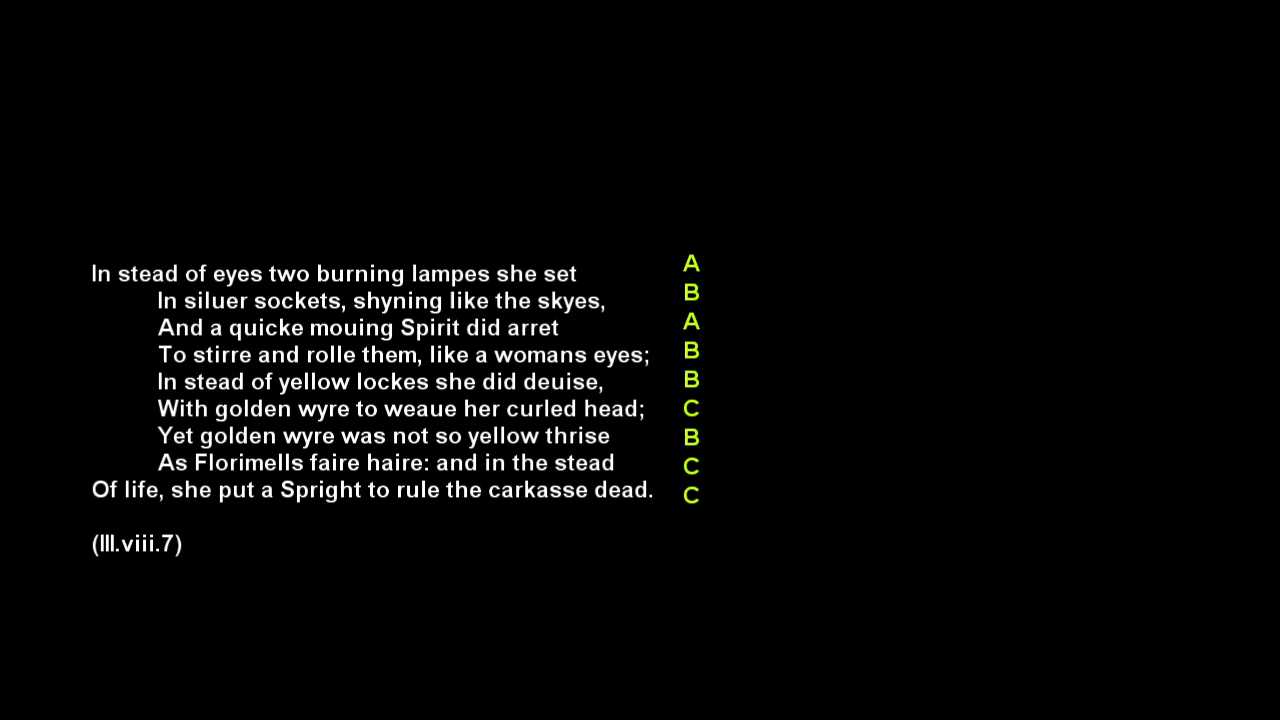 In stead of eyes two burning lampes she set A
In siluer sockets, shyning like the skyes, B
And a quicke mouing Spirit did arret A
To stirre and rolle them, like a womans eyes; B
In stead of yellow lockes she did deuise, B
With golden wyre to weaue her curled head; C
Yet golden wyre was not so yellow thrise B
As Florimells faire haire: and in the stead C
Of life, she put a Spright to rule the carkasse dead. C
(III.viii.7)